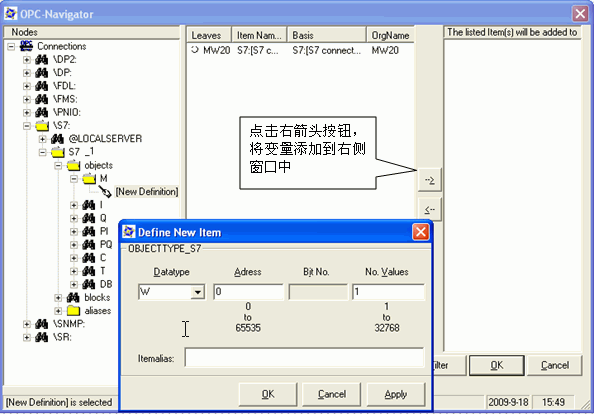 OPC-Navigator
Nodes
Connections
\DP2:
\DP:
\FDL:
\FMS:
\PNIO:
\S7:
@LOCALSERVER
S7 _1
objects
M
[New Definition]
I
Q
PI
PQ
C
T
DB
blocks
aliases
\SNMP:
\SR:
Leaves Item Nam... Basis OrgName
MW20 S7:[S7 c... S7:[S7 connect... MW20
点击右箭头按钮，
将变量添加到右侧
窗口中
-->
<--
The listed Item(s) will be added to
Define New Item
OBJECTTYPE_S7
Datatype Adress Bit No. No. Values
W 0 1
0 1
to to
65535 32768
Itemalias:
OK Cancel Apply
ilter OK Cancel
[New Definition] is selected 2009-9-18 15:49